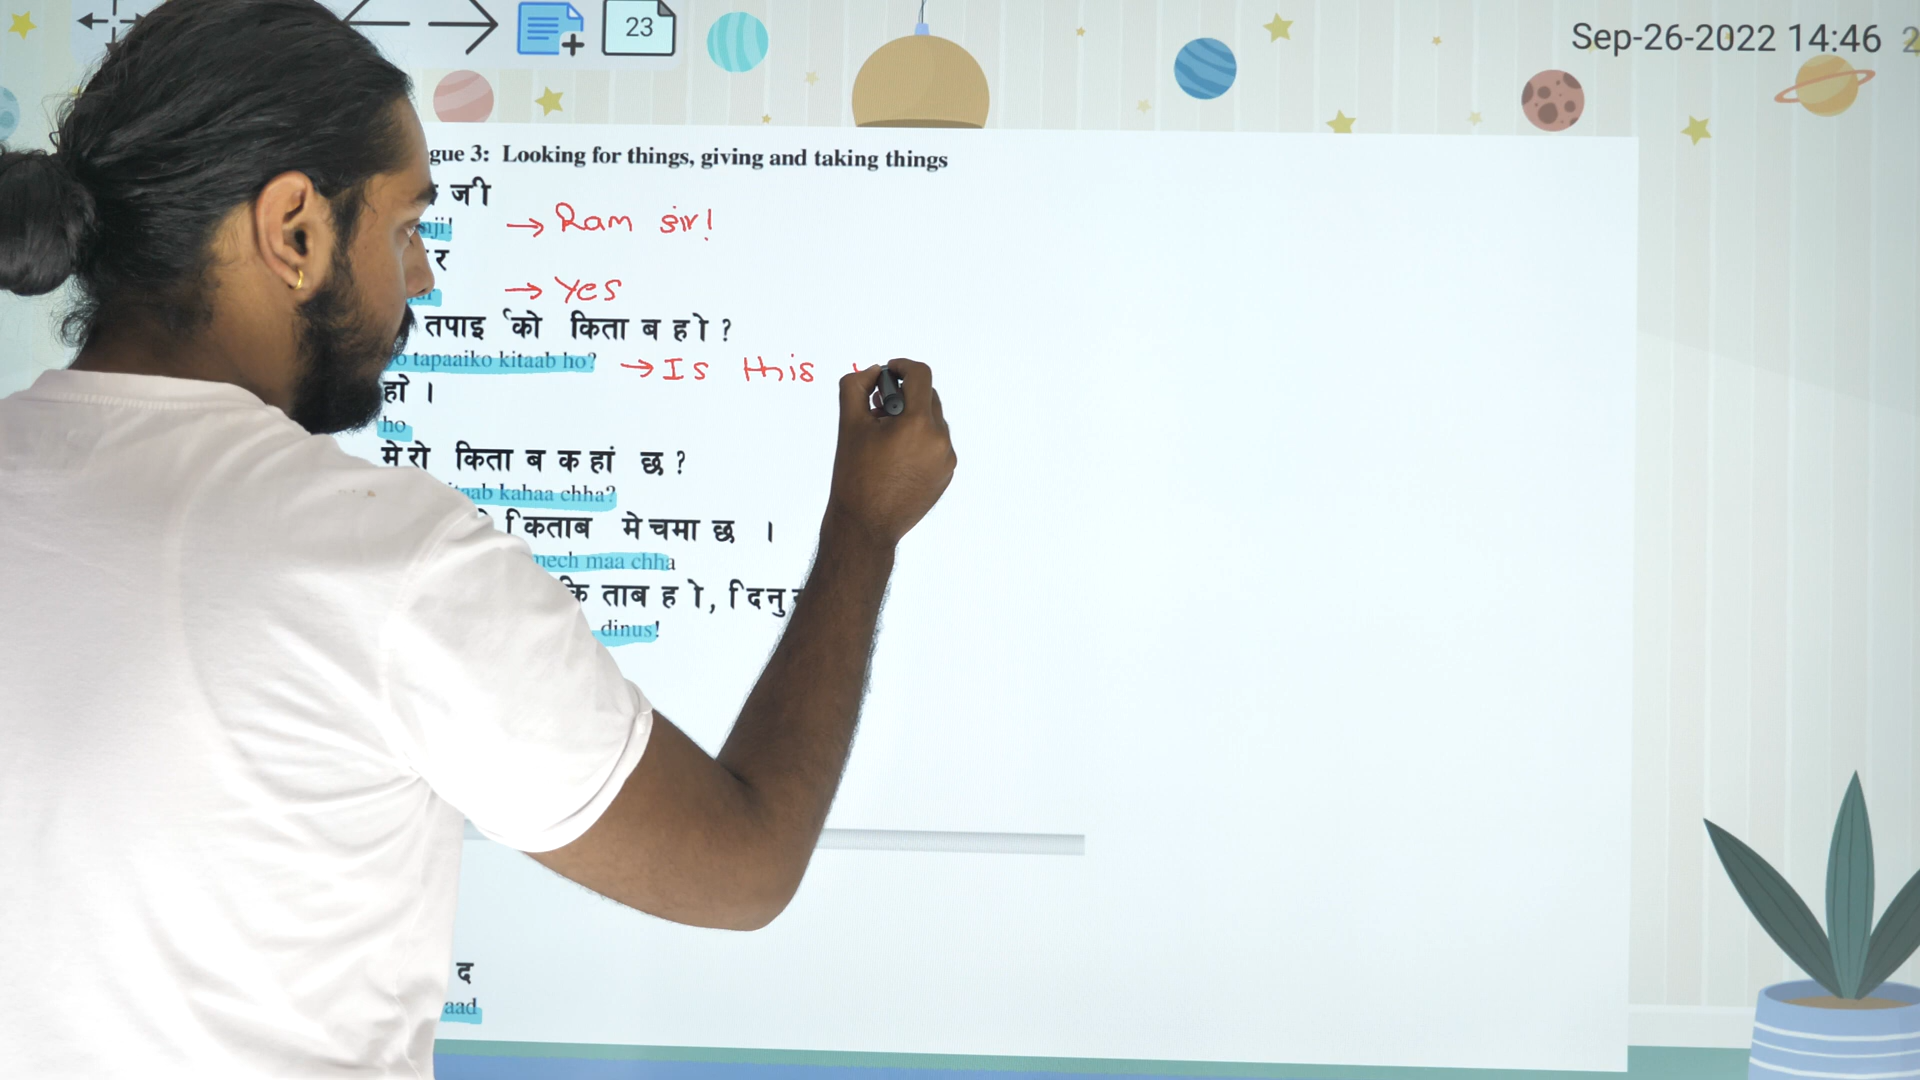 23
Sep-26-2022 14:46
gue 3: Looking for things, giving and taking things
जी
ji! → Ram sir!
र
→ Yes
तपाइँको किताब हो ?
tapaaiko kitaab ho? → Is this
हो ।
ho
मेरो किताब कहां छ ?
kahaa chha?
किताब मेचमा छ ।
mech maa chha
किताब हो, दिनु
dinus!
द
aad